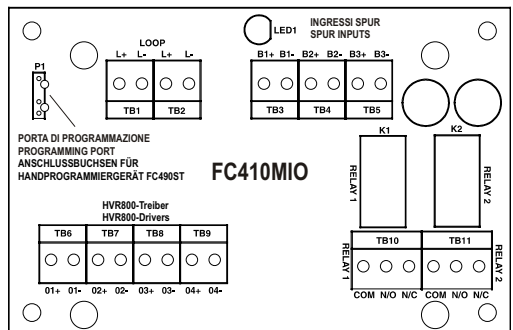 LOOP
L+ L- L+ L-
TB1 TB2
LED1
INGRESSI SPUR
SPUR INPUTS
B1+ B1- B2+ B2- B3+ B3-
TB3 TB4 TB5
P1
PORTA DI PROGRAMMAZIONE
PROGRAMMING PORT
ANSCHLUSSBUCHSEN FÜR
HANDPROGRAMMIERGERÄT FC490ST
FC410MIO
K1 K2
RELAY 1
RELAY 2
HVR800-Treiber
HVR800-Drivers
TB6 TB7 TB8 TB9
01+ 01- 02+ 02- 03+ 03- 04+ 04-
RELAY 1
TB10 TB11
RELAY 2
COM N/O N/C COM N/O N/C